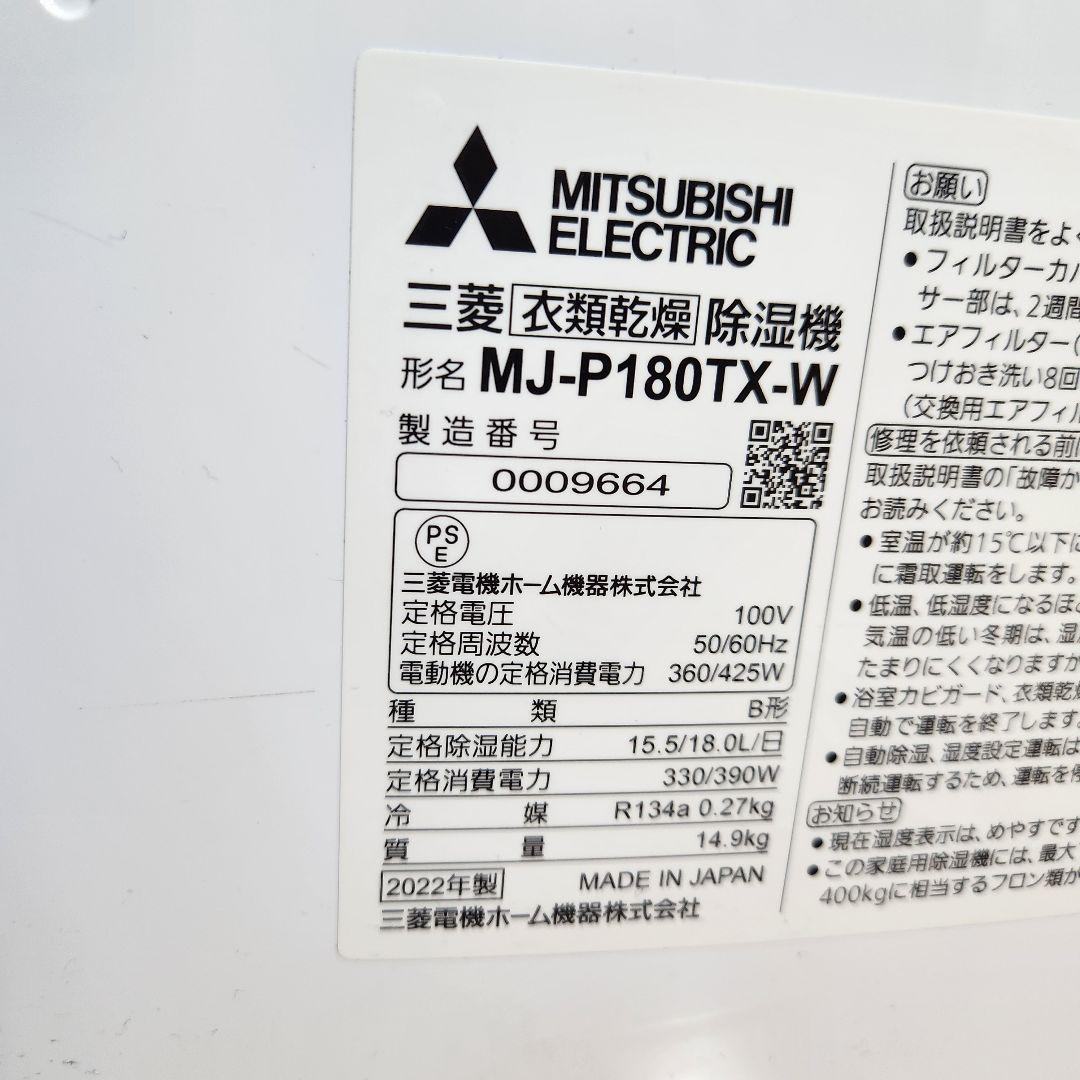 MITSUBISHI
ELECTRIC
三菱 衣類乾燥 除湿機
形名 MJ-P180TX-W
製造番号
0009664
PS
E
三菱電機ホーム機器株式会社
定格電圧 100V
定格周波数 50/60Hz
電動機の定格消費電力 360/425W
種類 B形
定格除湿能力 15.5/18.0L/日
定格消費電力 330/390W
冷媒 R134a 0.27kg
質量 14.9kg
2022年製 MADE IN JAPAN
三菱電機ホーム機器株式会社
お願い
取扱説明書をよ
フィルターカ
サー部は、2週間
エアフィルター(
つけおき洗い8回
(交換用エアフィ
修理を依頼される前
取扱説明書の「故障か
お読みください。
室温が約15℃以下
に霜取運転をします。
低温、低湿度になるほ
気温の低い冬期は、湿
たまりにくくなりますか
浴室カビガード、衣類乾
自動で運転を終了します
自動除湿、湿度設定運転は
断続運転するため、運転を
お知らせ
現在湿度表示は、めやすです
この家庭用除湿機には、最大
400kgに相当するフロン類が